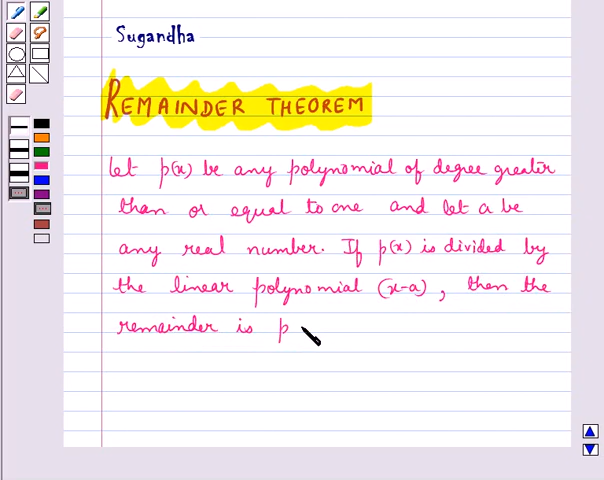 Sugandha
REMAINDER THEOREM
Let p(x) be any polynomial of degree greater
than or equal to one and let a be
any real number. If p(x) is divided by
the linear polynomial (x-a), then the
remainder is p